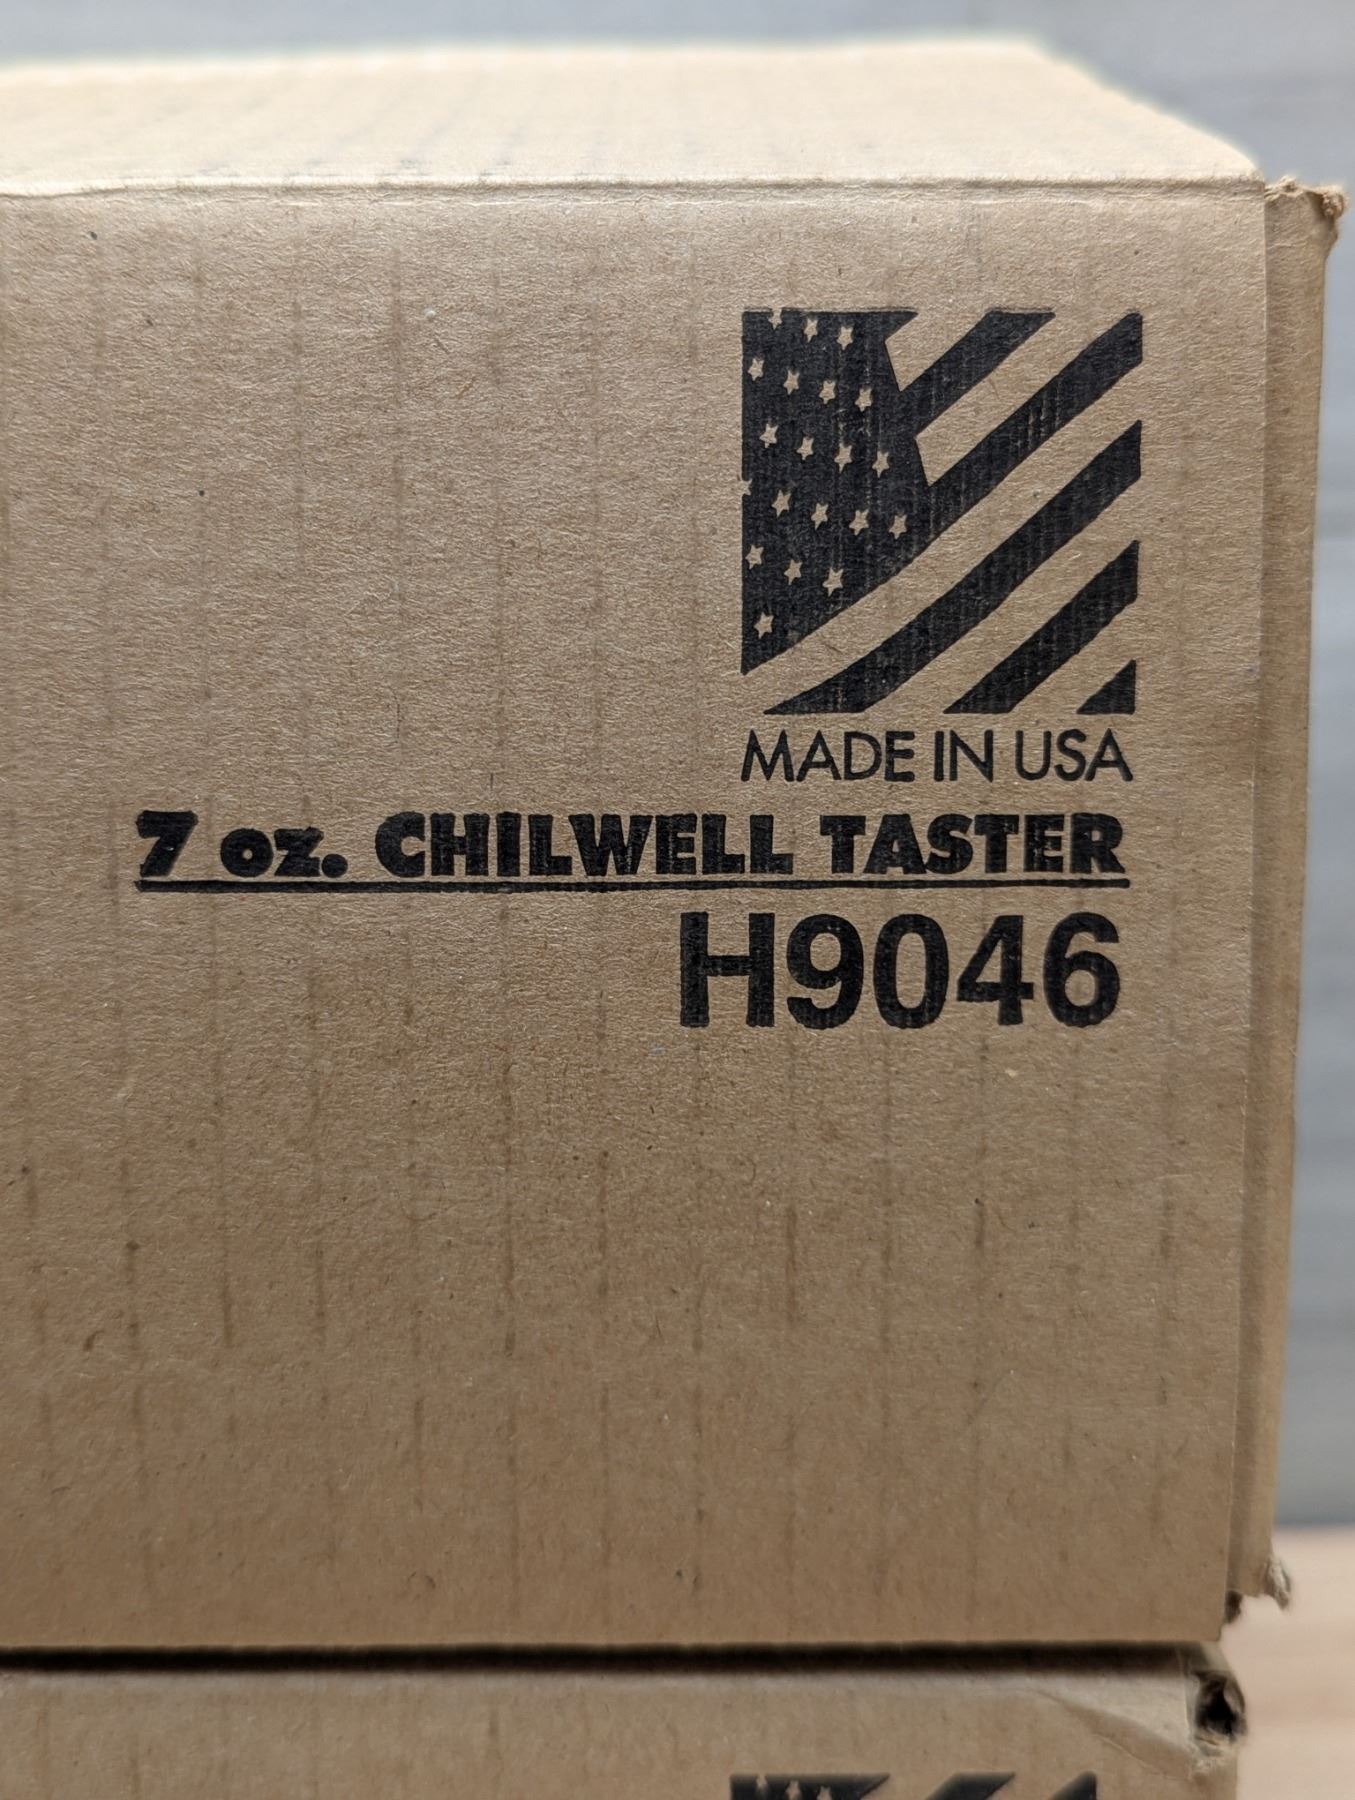 MADE IN USA
7 oz. CHILWELL TASTER
H9046